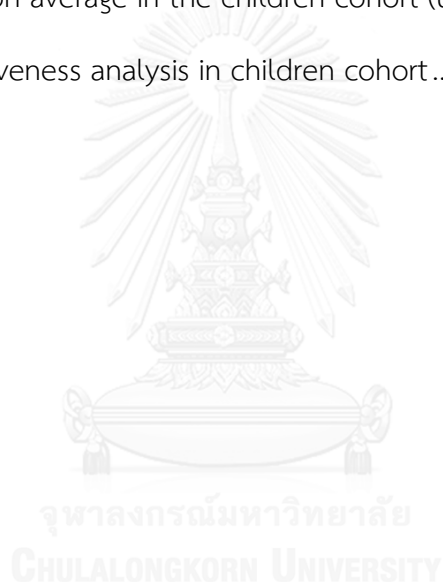 on average in the children cohort (
veness analysis in children cohort ..
จุฬาลงกรณ์มหาวิทยาลัย
CHULALONGKORN UNIVERSITY